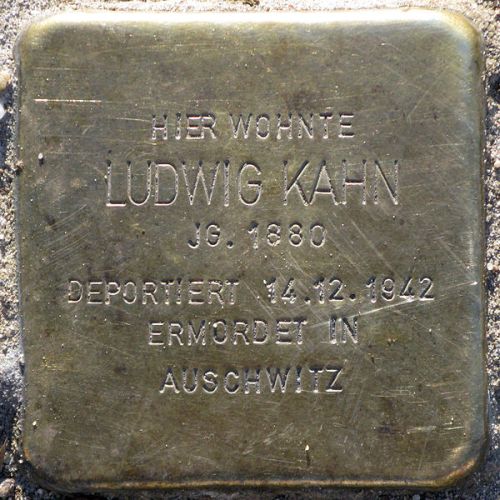 HIER WOHNTE
LUDWIG KAHN
JG. 1880
DEPORTIERT 14.12.1942
ERMORDET IN
AUSCHWITZ